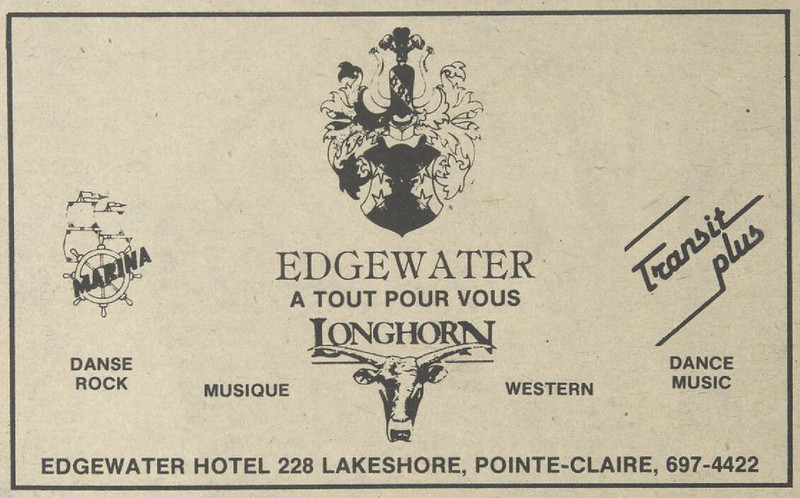 EDGEWATER
A TOUT POUR VOUS
MARINA
DANSE
ROCK
LONGHORN
MUSIQUE
WESTERN
Transit
plus
DANCE
MUSIC
EDGEWATER HOTEL 228 LAKESHORE, POINTE-CLAIRE, 697-4422